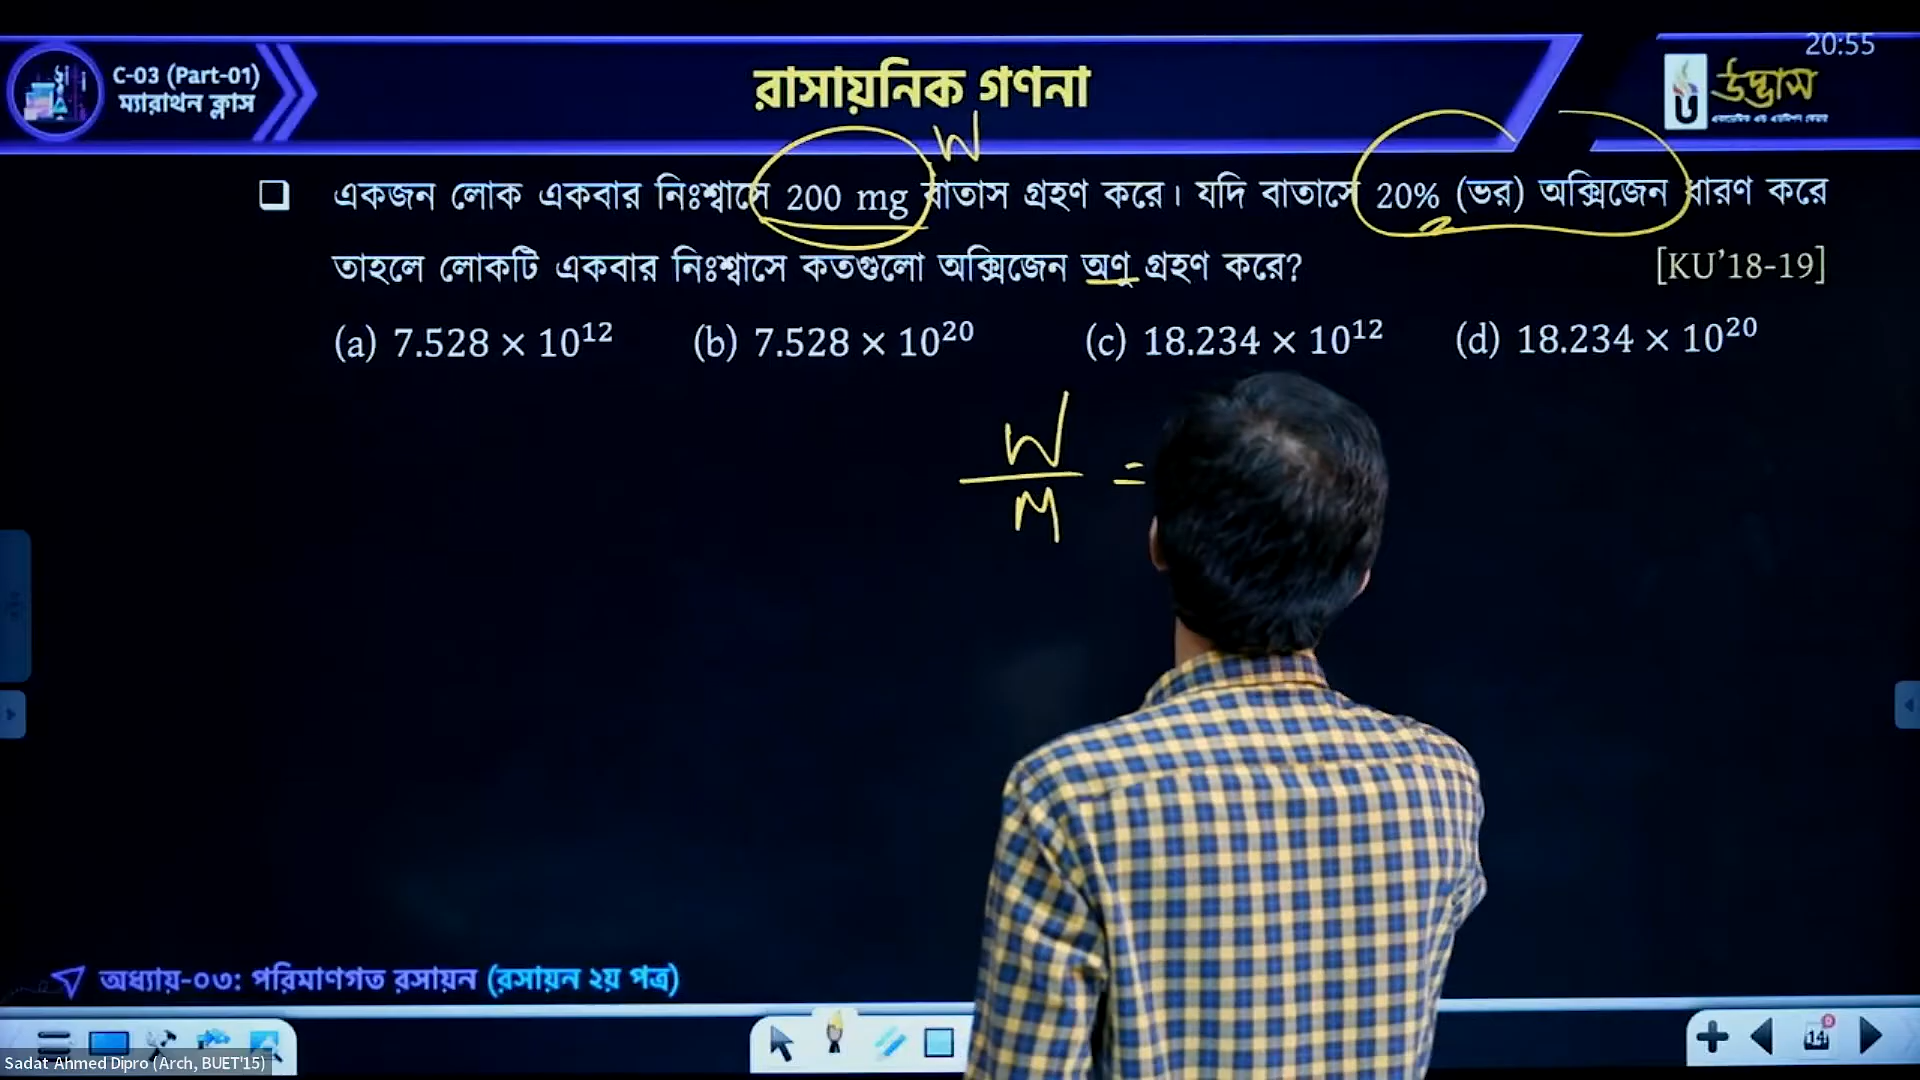 20:55
C-03 (Part-01)
ম্যারাথন ক্লাস
রাসায়নিক গণনা
উদ্ভাস
W
❑ একজন লোক একবার নিঃশ্বাসে 200 mg বাতাস গ্রহণ করে। যদি বাতাসে 20% (ভর) অক্সিজেন ধারণ করে
তাহলে লোকটি একবার নিঃশ্বাসে কতগুলো অক্সিজেন অণু গ্রহণ করে? [KU’18-19]
(a) 7.528 × 10¹² (b) 7.528 × 10²⁰ (c) 18.234 × 10¹² (d) 18.234 × 10²⁰
W
M =
অধ্যায়-০৩: পরিমাণগত রসায়ন (রসায়ন ২য় পত্র)
14
Sadat Ahmed Dipro (Arch, BUET'15)